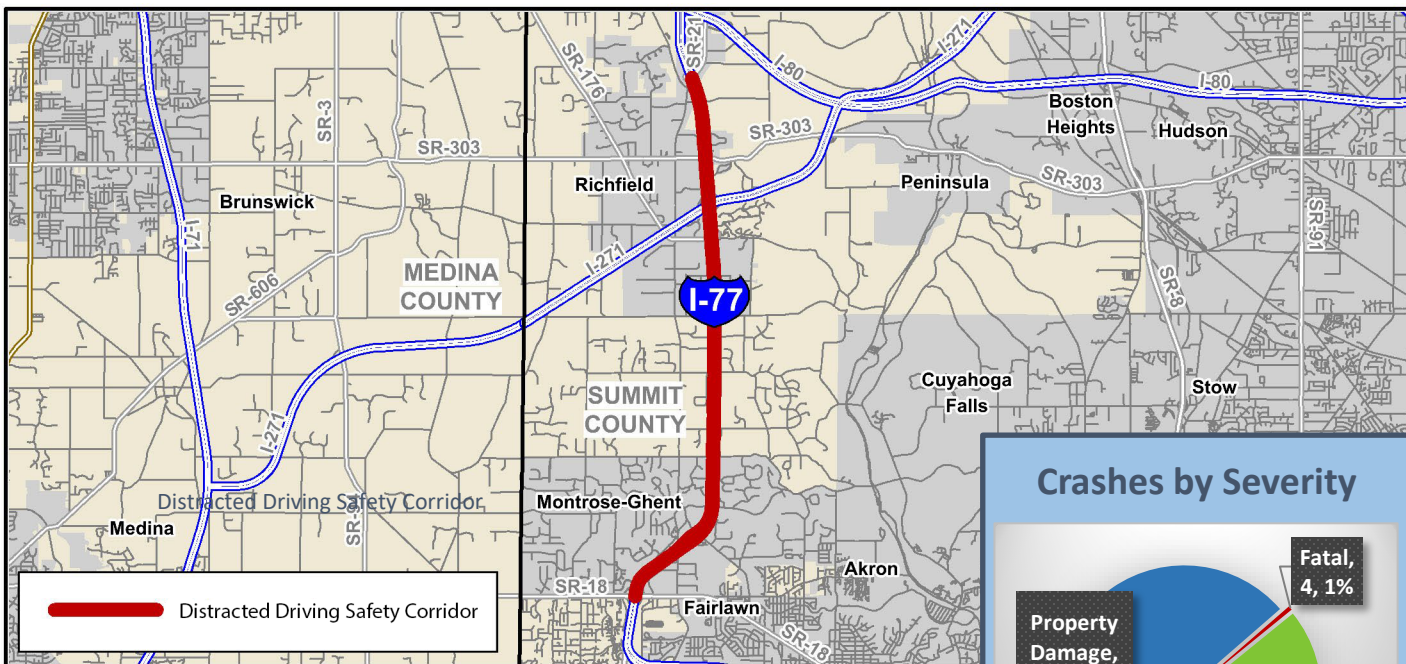 SR-21
I-271
SR-176
I-80
I-80
Boston
Heights
Hudson
SR-3
SR-303
SR-303
Richfield
Peninsula
SR-303
Brunswick
SR-91
I-71
I-271
MEDINA
COUNTY
SR-606
I-77
SR-8
Cuyahoga
Falls
Stow
SUMMIT
COUNTY
I-271
Crashes by Severity
Distracted Driving Safety Corridor
Montrose-Ghent
Medina
Fatal,
4, 1%
Akron
SR-18
Distracted Driving Safety Corridor
Fairlawn
Property
Damage,
SR-18